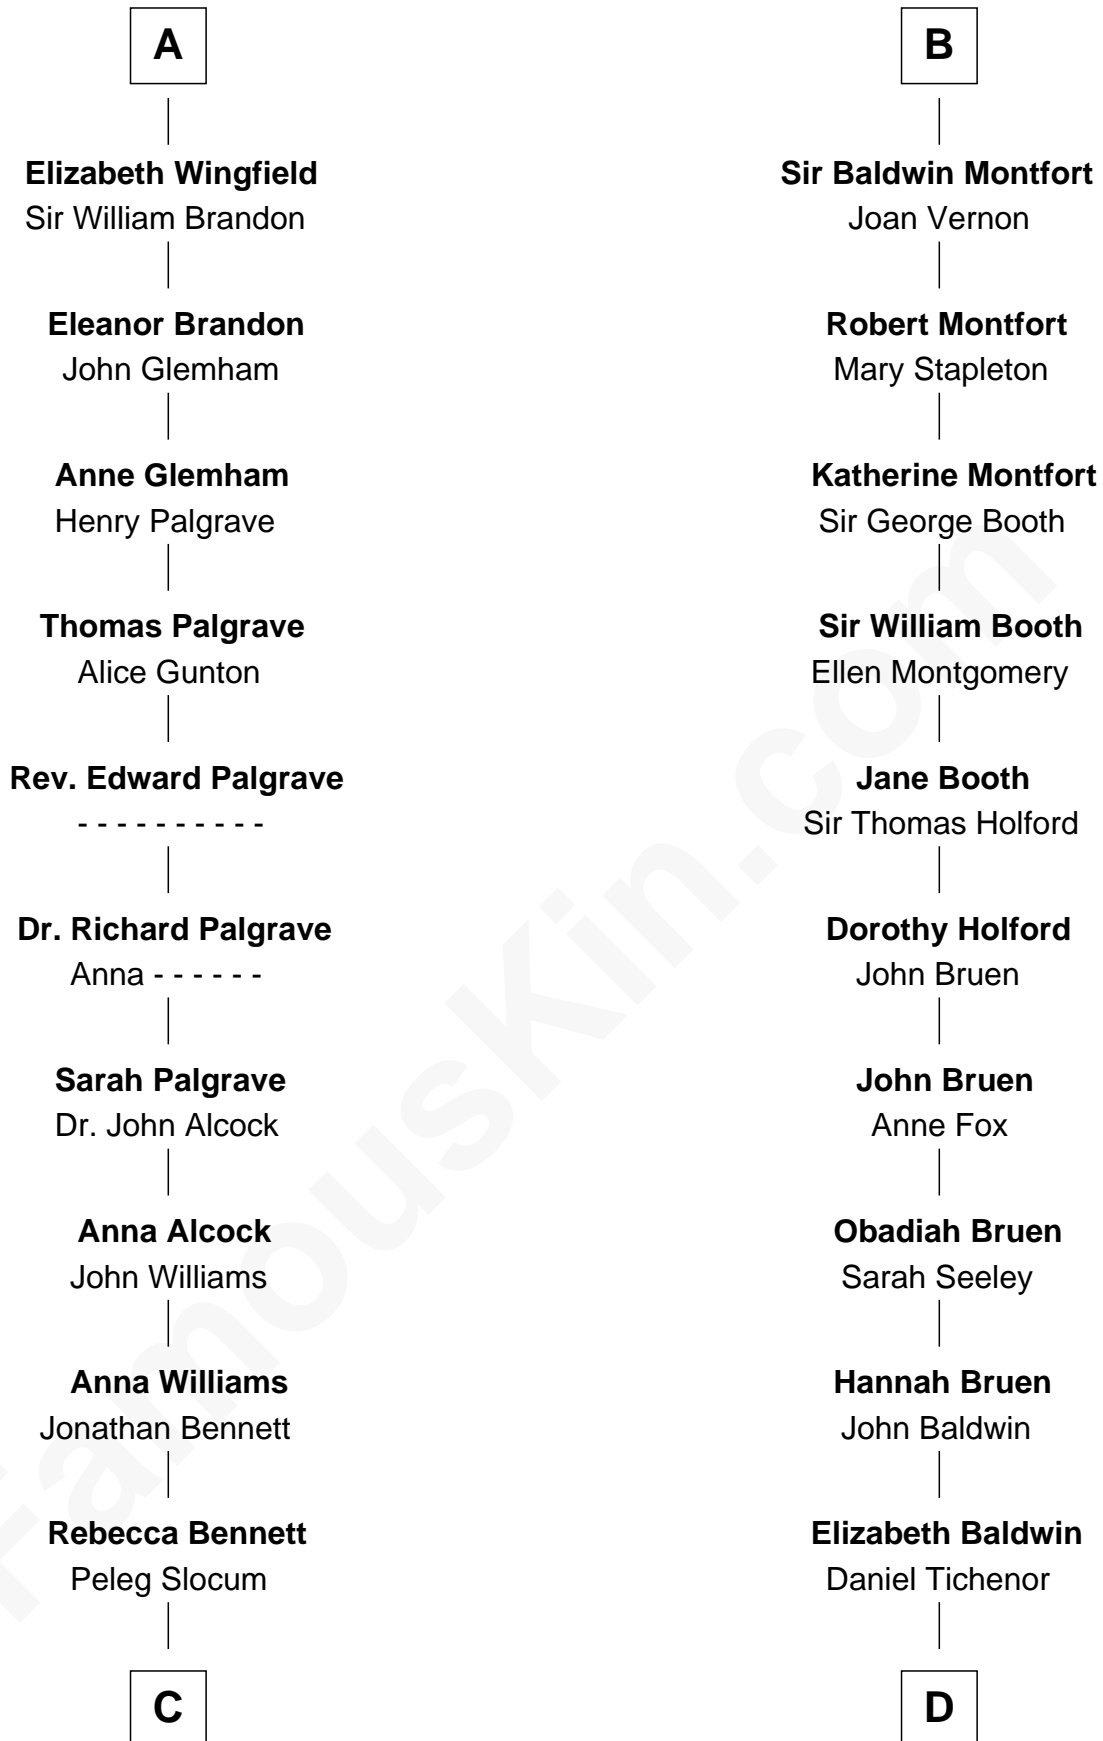 A
Elizabeth Wingfield
Sir William Brandon
Eleanor Brandon
John Glemham
Anne Glemham
Henry Palgrave
Thomas Palgrave
Alice Gunton
Rev. Edward Palgrave
- - - - - - - - - -
Dr. Richard Palgrave
Anna - - - - - -
Sarah Palgrave
Dr. John Alcock
Anna Alcock
John Williams
Anna Williams
Jonathan Bennett
Rebecca Bennett
Peleg Slocum
C
B
Sir Baldwin Montfort
Joan Vernon
Robert Montfort
Mary Stapleton
Katherine Montfort
Sir George Booth
Sir William Booth
Ellen Montgomery
Jane Booth
Sir Thomas Holford
Dorothy Holford
John Bruen
John Bruen
Anne Fox
Obadiah Bruen
Sarah Seeley
Hannah Bruen
John Baldwin
Elizabeth Baldwin
Daniel Tichenor
D
FamousKin.com